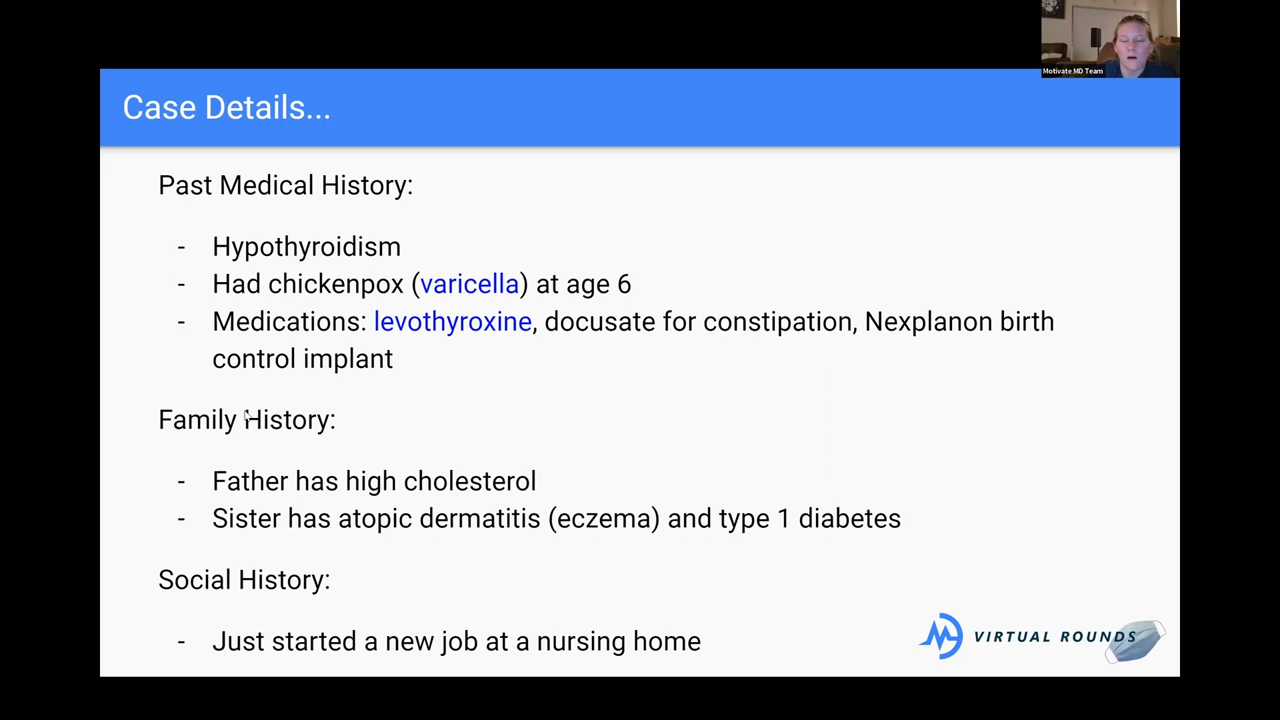 Motivate MD Team
Case Details...
Past Medical History:
- Hypothyroidism
- Had chickenpox (varicella) at age 6
- Medications: levothyroxine, docusate for constipation, Nexplanon birth
control implant
Family History:
- Father has high cholesterol
- Sister has atopic dermatitis (eczema) and type 1 diabetes
Social History:
- Just started a new job at a nursing home
VIRTUAL ROUNDS